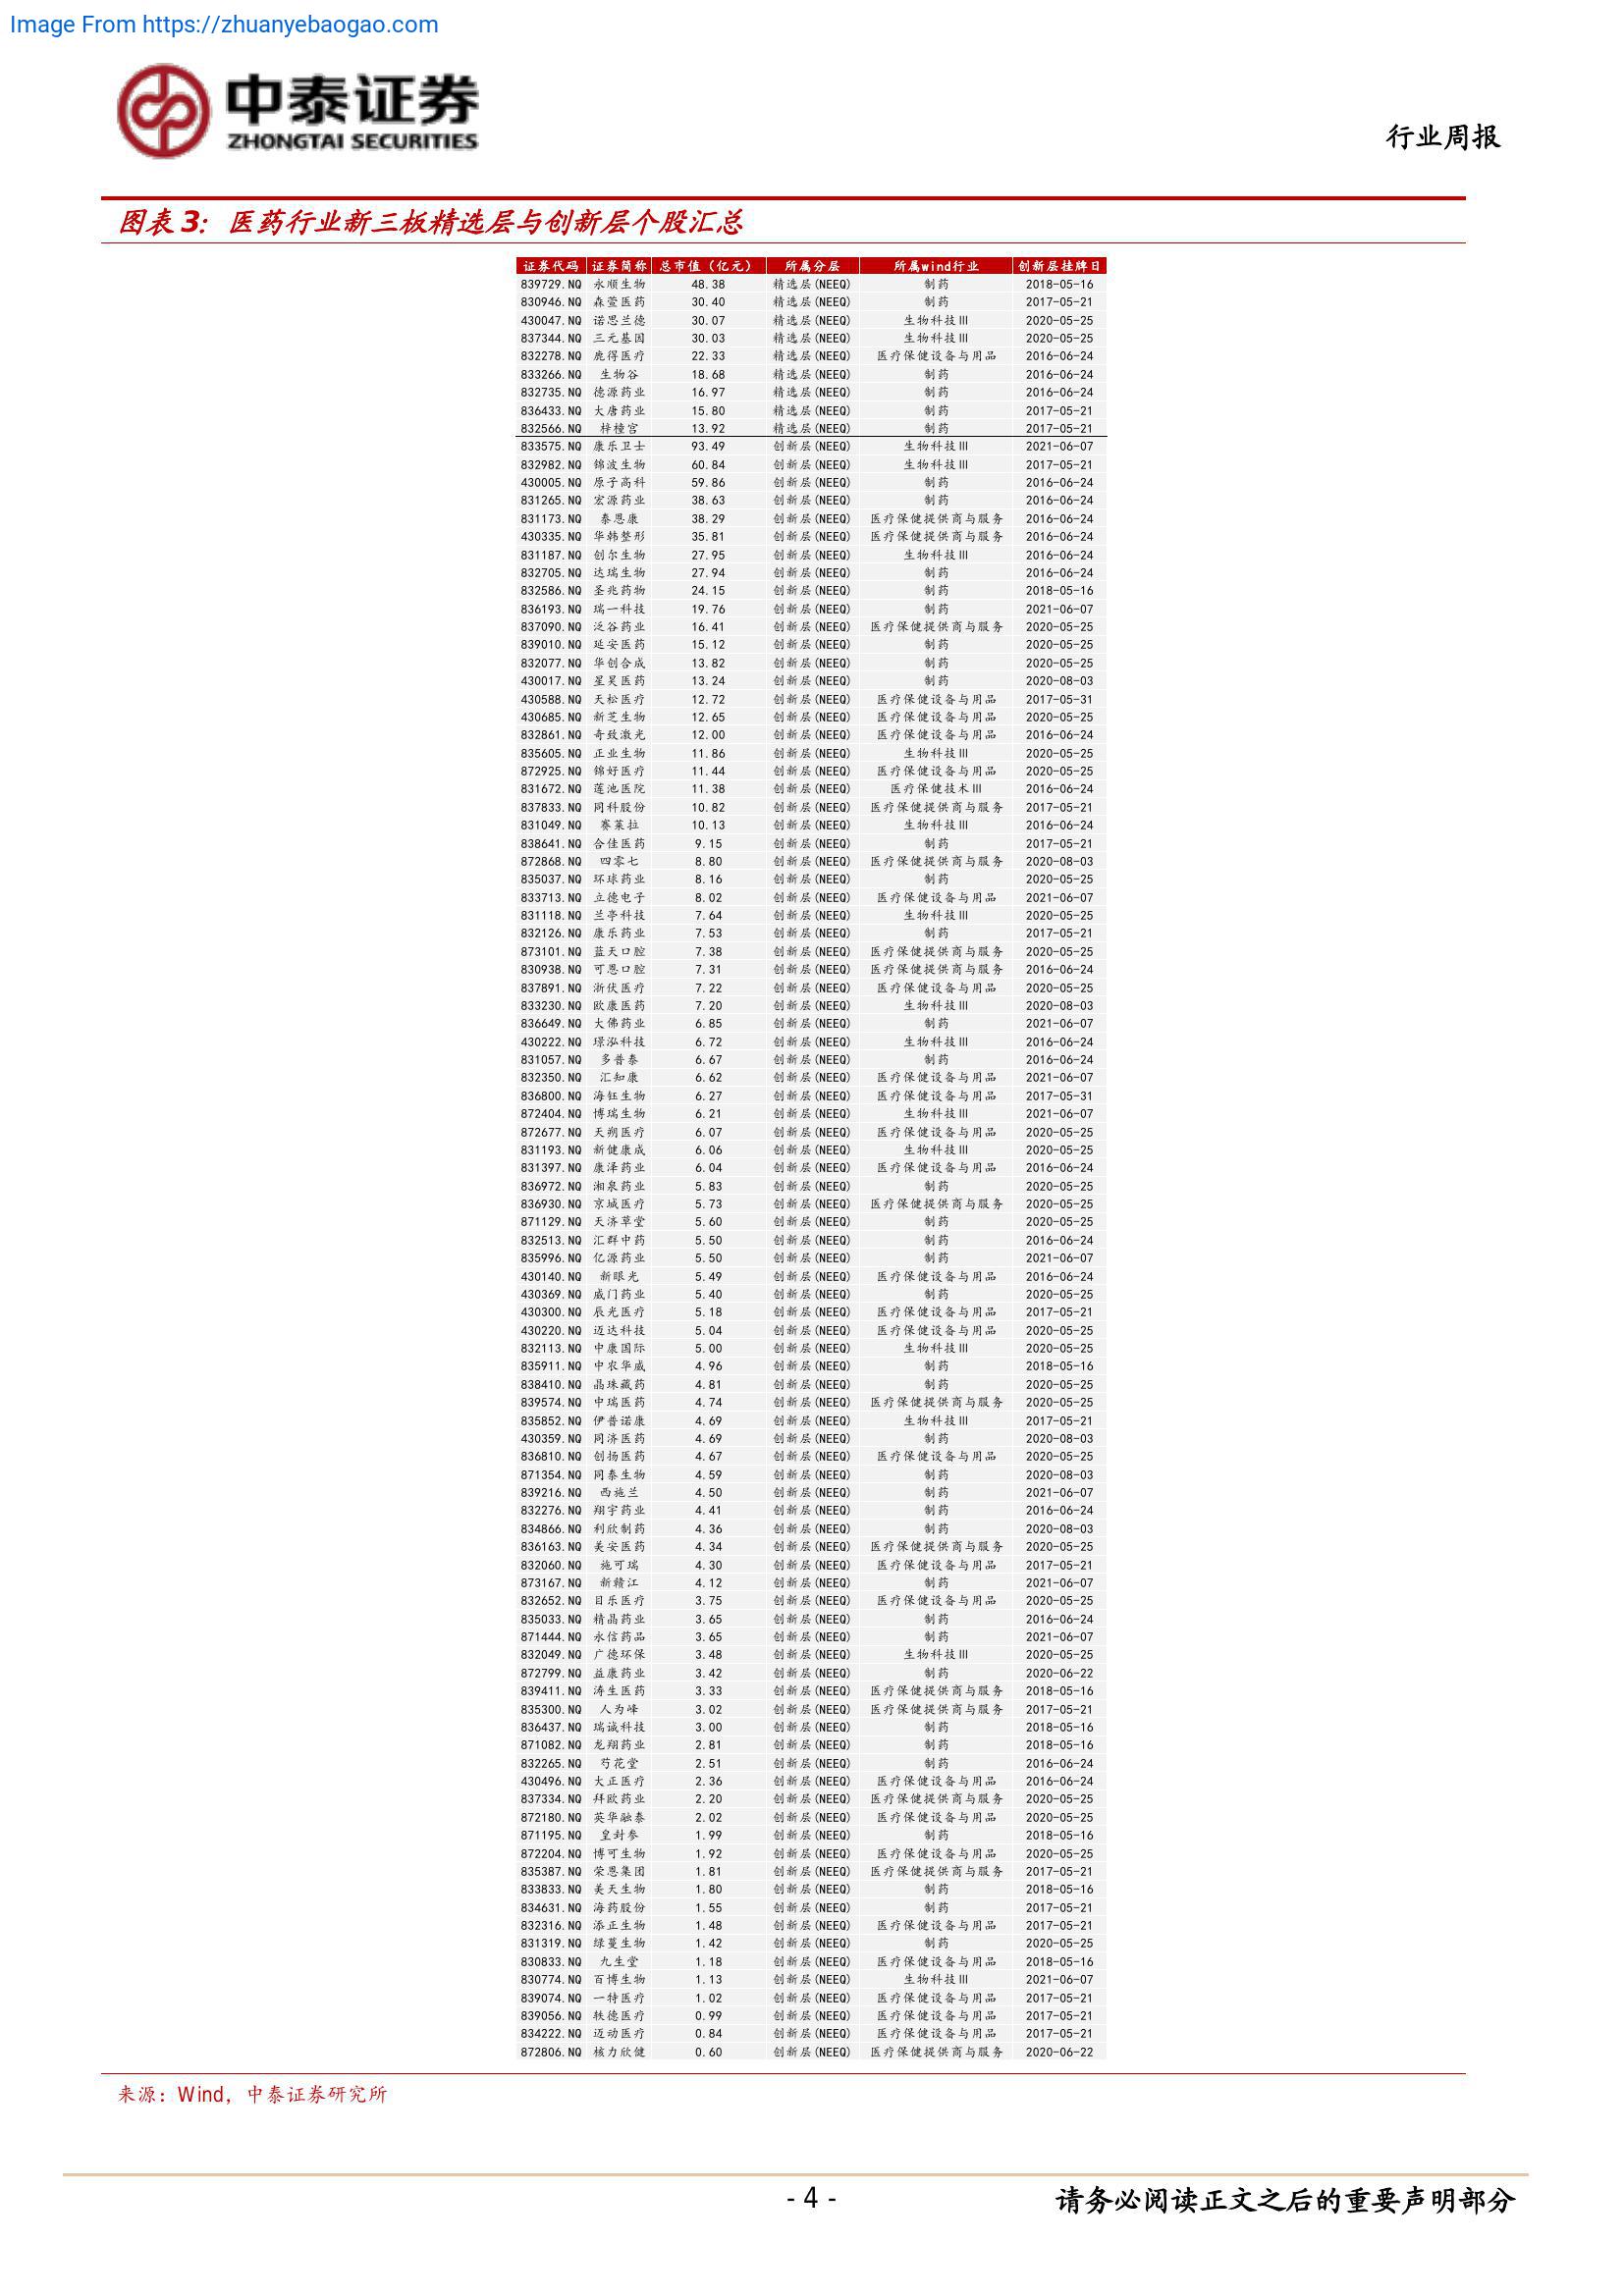 Image From https://zhuanyebaogao.com
中泰证券
ZHONGTAI SECURITIES
行业周报
图表 3: 医药行业新三板精选层与创新层个股汇总
证券代码 证券简称 总市值（亿元） 所属分层 所属wind行业 创新层挂牌日
839729.NQ 永顺生物 48.38 精选层(NEEQ) 制药 2018-05-16
830946.NQ 森萱医药 30.40 精选层(NEEQ) 制药 2017-05-21
430047.NQ 诺思兰德 30.07 精选层(NEEQ) 生物科技Ⅲ 2020-05-25
837344.NQ 三元基因 30.03 精选层(NEEQ) 生物科技Ⅲ 2020-05-25
832278.NQ 鹿得医疗 22.33 精选层(NEEQ) 医疗保健设备与用品 2016-06-24
833266.NQ 生物谷 18.68 精选层(NEEQ) 制药 2016-06-24
832735.NQ 德源药业 16.97 精选层(NEEQ) 制药 2016-06-24
836433.NQ 大唐药业 15.80 精选层(NEEQ) 制药 2017-05-21
832566.NQ 梓橦宫 13.92 精选层(NEEQ) 制药 2017-05-21
833575.NQ 康乐卫士 93.49 创新层(NEEQ) 生物科技Ⅲ 2021-06-07
832982.NQ 锦波生物 60.84 创新层(NEEQ) 生物科技Ⅲ 2017-05-21
430005.NQ 原子高科 59.86 创新层(NEEQ) 制药 2016-06-24
831265.NQ 宏源药业 38.63 创新层(NEEQ) 制药 2016-06-24
831173.NQ 泰恩康 38.29 创新层(NEEQ) 医疗保健提供商与服务 2016-06-24
430335.NQ 华韩整形 35.81 创新层(NEEQ) 医疗保健提供商与服务 2016-06-24
831187.NQ 创尔生物 27.95 创新层(NEEQ) 生物科技Ⅲ 2016-06-24
832705.NQ 达瑞生物 27.94 创新层(NEEQ) 制药 2016-06-24
832586.NQ 圣兆药物 24.15 创新层(NEEQ) 制药 2018-05-16
836193.NQ 瑞一科技 19.76 创新层(NEEQ) 制药 2021-06-07
837090.NQ 泛谷药业 16.41 创新层(NEEQ) 医疗保健提供商与服务 2020-05-25
839010.NQ 延安医药 15.12 创新层(NEEQ) 制药 2020-05-25
832077.NQ 华创合成 13.82 创新层(NEEQ) 制药 2020-05-25
430017.NQ 星昊医药 13.24 创新层(NEEQ) 制药 2020-08-03
430588.NQ 天松医疗 12.72 创新层(NEEQ) 医疗保健设备与用品 2017-05-31
430685.NQ 新芝生物 12.65 创新层(NEEQ) 医疗保健设备与用品 2020-05-25
832861.NQ 奇致激光 12.00 创新层(NEEQ) 医疗保健设备与用品 2016-06-24
835605.NQ 正业生物 11.86 创新层(NEEQ) 生物科技Ⅲ 2020-05-25
872925.NQ 锦好医疗 11.44 创新层(NEEQ) 医疗保健设备与用品 2020-05-25
831672.NQ 莲池医院 11.38 创新层(NEEQ) 医疗保健技术Ⅲ 2016-06-24
837833.NQ 同科股份 10.82 创新层(NEEQ) 医疗保健提供商与服务 2017-05-21
831049.NQ 赛莱拉 10.13 创新层(NEEQ) 生物科技Ⅲ 2016-06-24
838641.NQ 合佳医药 9.15 创新层(NEEQ) 制药 2017-05-21
872868.NQ 四零七 8.80 创新层(NEEQ) 医疗保健提供商与服务 2020-08-03
835037.NQ 环球药业 8.16 创新层(NEEQ) 制药 2020-05-25
833713.NQ 立德电子 8.02 创新层(NEEQ) 医疗保健设备与用品 2021-06-07
831118.NQ 兰亭科技 7.64 创新层(NEEQ) 生物科技Ⅲ 2020-05-25
832126.NQ 康乐药业 7.53 创新层(NEEQ) 制药 2017-05-21
873101.NQ 蓝天口腔 7.38 创新层(NEEQ) 医疗保健提供商与服务 2020-05-25
830938.NQ 可恩口腔 7.31 创新层(NEEQ) 医疗保健提供商与服务 2016-06-24
837891.NQ 浙伏医疗 7.22 创新层(NEEQ) 医疗保健设备与用品 2020-05-25
833230.NQ 欧康医药 7.20 创新层(NEEQ) 生物科技Ⅲ 2020-08-03
836649.NQ 大佛药业 6.85 创新层(NEEQ) 制药 2021-06-07
430222.NQ 璟泓科技 6.72 创新层(NEEQ) 生物科技Ⅲ 2016-06-24
831057.NQ 多普泰 6.67 创新层(NEEQ) 制药 2016-06-24
832350.NQ 汇知康 6.62 创新层(NEEQ) 医疗保健设备与用品 2021-06-07
836800.NQ 海钰生物 6.27 创新层(NEEQ) 医疗保健设备与用品 2017-05-31
872404.NQ 博瑞生物 6.21 创新层(NEEQ) 生物科技Ⅲ 2021-06-07
872677.NQ 天朔医疗 6.07 创新层(NEEQ) 医疗保健设备与用品 2020-05-25
831193.NQ 新健康成 6.06 创新层(NEEQ) 生物科技Ⅲ 2020-05-25
831397.NQ 康泽药业 6.04 创新层(NEEQ) 医疗保健设备与用品 2016-06-24
836972.NQ 湘泉药业 5.83 创新层(NEEQ) 制药 2020-05-25
836930.NQ 京城医疗 5.73 创新层(NEEQ) 医疗保健提供商与服务 2020-05-25
871129.NQ 天济草堂 5.60 创新层(NEEQ) 制药 2020-05-25
832513.NQ 汇群中药 5.50 创新层(NEEQ) 制药 2016-06-24
835996.NQ 亿源药业 5.50 创新层(NEEQ) 制药 2021-06-07
430140.NQ 新眼光 5.49 创新层(NEEQ) 医疗保健设备与用品 2016-06-24
430369.NQ 威门药业 5.40 创新层(NEEQ) 制药 2020-05-25
430300.NQ 辰光医疗 5.18 创新层(NEEQ) 医疗保健设备与用品 2017-05-21
430220.NQ 迈达科技 5.04 创新层(NEEQ) 医疗保健设备与用品 2020-05-25
832113.NQ 中康国际 5.00 创新层(NEEQ) 生物科技Ⅲ 2020-05-25
835911.NQ 中农华威 4.96 创新层(NEEQ) 制药 2018-05-16
838410.NQ 晶珠藏药 4.81 创新层(NEEQ) 制药 2020-05-25
839574.NQ 中瑞医药 4.74 创新层(NEEQ) 医疗保健提供商与服务 2020-05-25
835852.NQ 伊普诺康 4.69 创新层(NEEQ) 生物科技Ⅲ 2017-05-21
430359.NQ 同济医药 4.69 创新层(NEEQ) 制药 2020-08-03
836810.NQ 创扬医药 4.67 创新层(NEEQ) 医疗保健设备与用品 2020-05-25
871354.NQ 同泰生物 4.59 创新层(NEEQ) 制药 2020-08-03
839216.NQ 西施兰 4.50 创新层(NEEQ) 制药 2021-06-07
832276.NQ 翔宇药业 4.41 创新层(NEEQ) 制药 2016-06-24
834866.NQ 利欣制药 4.36 创新层(NEEQ) 制药 2020-08-03
836163.NQ 美安医药 4.34 创新层(NEEQ) 医疗保健提供商与服务 2020-05-25
832060.NQ 施可瑞 4.30 创新层(NEEQ) 医疗保健设备与用品 2017-05-21
873167.NQ 新赣江 4.12 创新层(NEEQ) 制药 2021-06-07
832652.NQ 目乐医疗 3.75 创新层(NEEQ) 医疗保健设备与用品 2020-05-25
835033.NQ 精晶药业 3.65 创新层(NEEQ) 制药 2016-06-24
871444.NQ 永信药品 3.65 创新层(NEEQ) 制药 2021-06-07
832049.NQ 广德环保 3.48 创新层(NEEQ) 生物科技Ⅲ 2020-05-25
872799.NQ 益康药业 3.42 创新层(NEEQ) 制药 2020-06-22
839411.NQ 涛生医药 3.33 创新层(NEEQ) 医疗保健提供商与服务 2018-05-16
835300.NQ 人为峰 3.02 创新层(NEEQ) 医疗保健提供商与服务 2017-05-21
836437.NQ 瑞诚科技 3.00 创新层(NEEQ) 制药 2018-05-16
871082.NQ 龙翔药业 2.81 创新层(NEEQ) 制药 2018-05-16
832265.NQ 芍花堂 2.51 创新层(NEEQ) 制药 2016-06-24
430496.NQ 大正医疗 2.36 创新层(NEEQ) 医疗保健设备与用品 2016-06-24
837334.NQ 拜欧药业 2.20 创新层(NEEQ) 医疗保健提供商与服务 2020-05-25
872180.NQ 英华融泰 2.02 创新层(NEEQ) 医疗保健设备与用品 2020-05-25
871195.NQ 皇封参 1.99 创新层(NEEQ) 制药 2018-05-16
872204.NQ 博可生物 1.92 创新层(NEEQ) 医疗保健设备与用品 2020-05-25
835387.NQ 荣恩集团 1.81 创新层(NEEQ) 医疗保健提供商与服务 2017-05-21
833833.NQ 美天生物 1.80 创新层(NEEQ) 制药 2018-05-16
834631.NQ 海药股份 1.55 创新层(NEEQ) 制药 2017-05-21
832316.NQ 添正生物 1.48 创新层(NEEQ) 医疗保健设备与用品 2017-05-21
831319.NQ 绿蔓生物 1.42 创新层(NEEQ) 制药 2020-05-25
830833.NQ 九生堂 1.18 创新层(NEEQ) 医疗保健设备与用品 2018-05-16
830774.NQ 百博生物 1.13 创新层(NEEQ) 生物科技Ⅲ 2021-06-07
839074.NQ 一特医疗 1.02 创新层(NEEQ) 医疗保健设备与用品 2017-05-21
839056.NQ 轶德医疗 0.99 创新层(NEEQ) 医疗保健设备与用品 2017-05-21
834222.NQ 迈动医疗 0.84 创新层(NEEQ) 医疗保健设备与用品 2017-05-21
872806.NQ 核力欣健 0.60 创新层(NEEQ) 医疗保健提供商与服务 2020-06-22
来源：Wind，中泰证券研究所
- 4 -
请务必阅读正文之后的重要声明部分